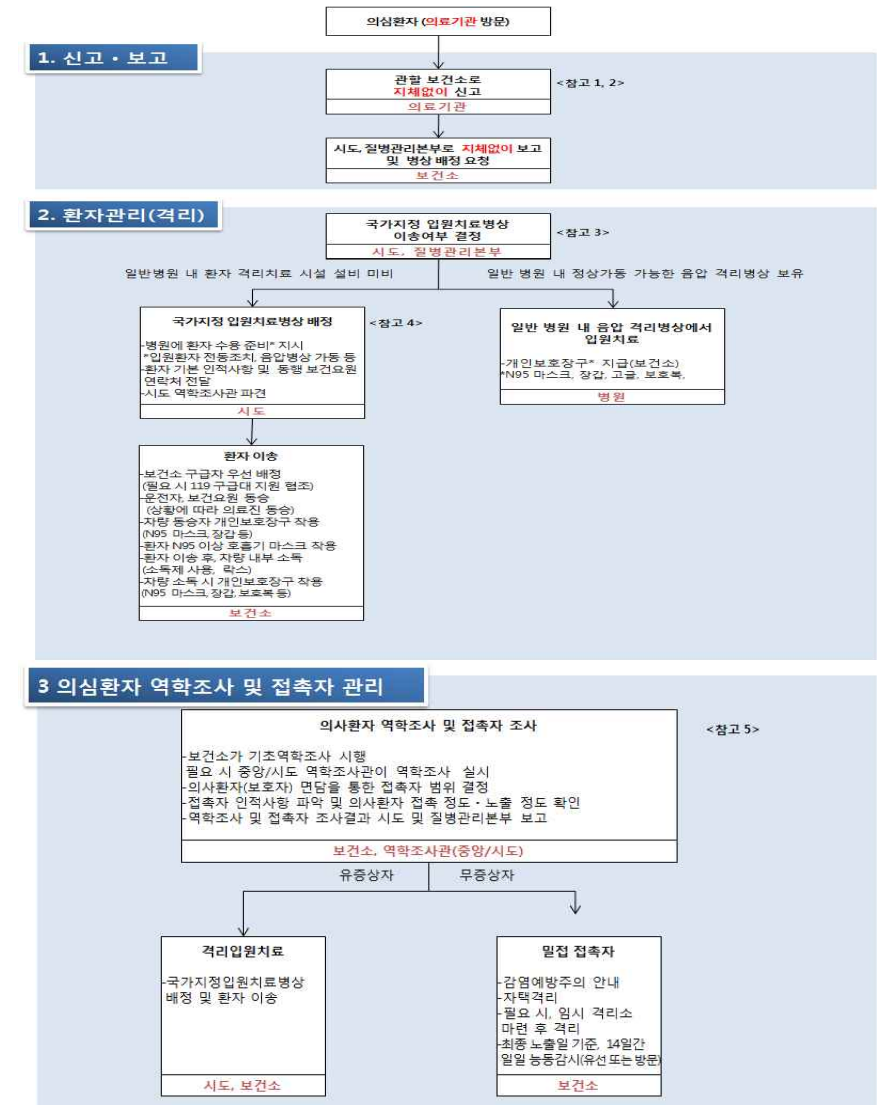 의심환자 (의료기관 방문)
1. 신고・보고
관할 보건소로
지체없이 신고
<참고 1, 2>
의료기관
시도, 질병관리본부로 지체없이 보고
및 병상 배정 요청
보건소
2. 환자관리(격리)
국가지정 입원치료병상
이송여부 결정
<참고 3>
시도, 질병관리본부
일반병원 내 환자 격리치료 시설 설비 미비
일반 병원 내 정상가동 가능한 음압 격리병상 보유
국가지정 입원치료병상 배정
<참고 4>
-병원에 환자 수용 준비* 지시
*입원환자 전동조치, 음압병상 가동 등
-환자 기본 인적사항 및 동행 보건요원
연락처 전달
-시도 역학조사관 파견
시도
일반 병원 내 음압 격리병상에서
입원치료
-개인보호장구* 지급(보건소)
*N95 마스크, 장갑, 고글, 보호복,
병원
환자 이송
-보건소 구급차 우선 배정
(필요 시 119 구급대 지원 협조)
-운전자, 보건요원 동승
(상황에 따라 의료진 동승)
-차량 동승자 개인보호장구 착용
(N95 마스크, 장갑 등)
-환자 N95 이상 호흡기 마스크 착용
-환자 이송 후, 차량 내부 소독
(소독제 사용, 락스)
-차량 소독 시 개인보호장구 착용
(N95 마스크, 장갑, 보호복 등)
보건소
3 의심환자 역학조사 및 접촉자 관리
의사환자 역학조사 및 접촉자 조사
<참고 5>
-보건소가 기초역학조사 시행
필요 시 중앙/시도 역학조사관이 역학조사 실시
-의사환자(보호자) 면담을 통한 접촉자 범위 결정
-접촉자 인적사항 파악 및 의사환자 접촉 정도・노출 정도 확인
-역학조사 및 접촉자 조사결과 시도 및 질병관리본부 보고
보건소, 역학조사관(중앙/시도)
유증상자
무증상자
격리입원치료
-국가지정입원치료병상
배정 및 환자 이송
시도, 보건소
밀접 접촉자
-감염예방주의 안내
-자택격리
-필요 시, 임시 격리소
마련 후 격리
-최종 노출일 기준, 14일간
일일 능동감시(유선 또는 방문)
보건소